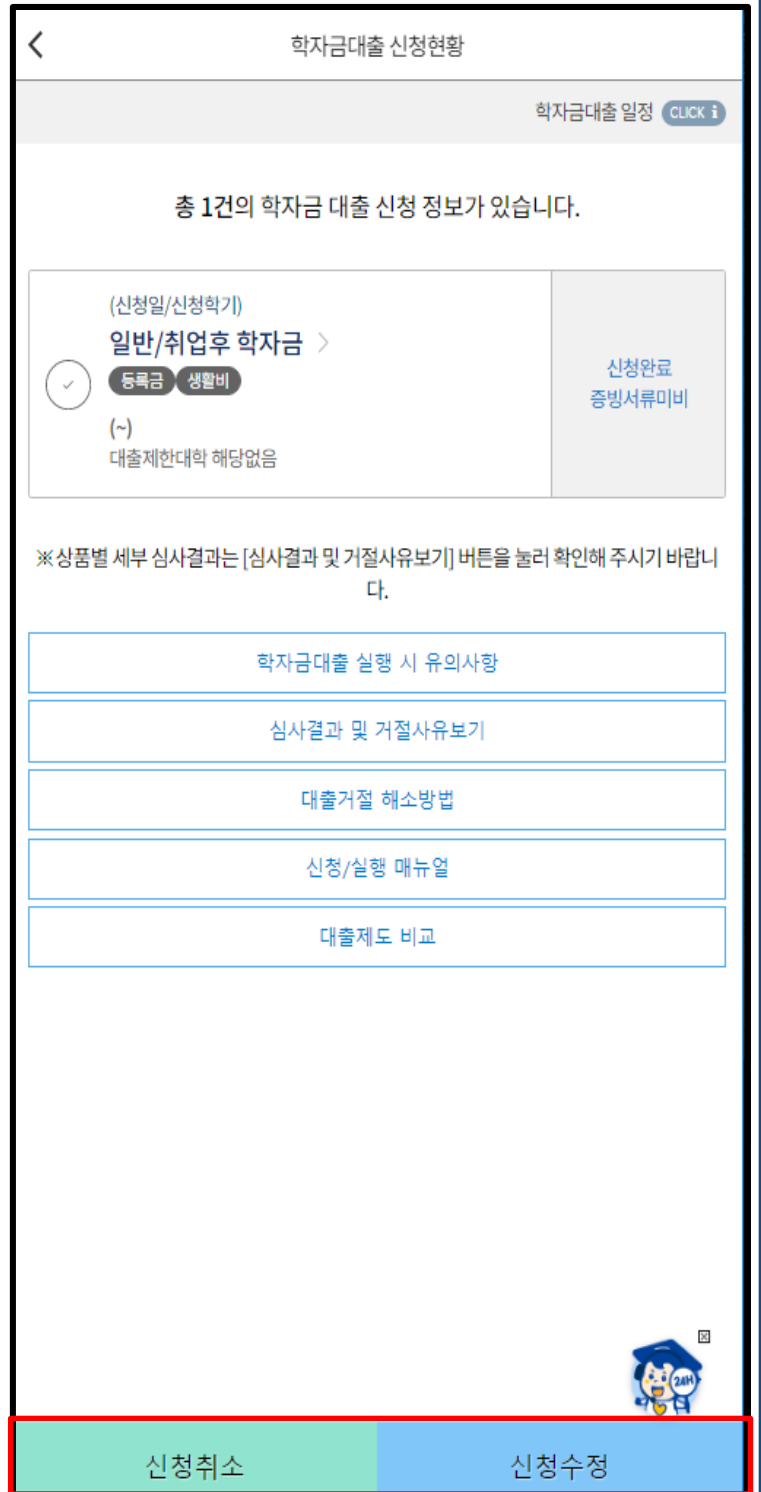 학자금대출 신청현황
학자금대출 일정 CLICK i
총 1건의 학자금 대출 신청 정보가 있습니다.
(신청일/신청학기)
일반/취업후 학자금 >
등록금 생활비
(~)
대출제한대학 해당없음
신청완료
증빙서류미비
※ 상품별 세부 심사결과는 [심사결과 및 거절사유보기] 버튼을 눌러 확인해 주시기 바랍니
다.
학자금대출 실행 시 유의사항
심사결과 및 거절사유보기
대출거절 해소방법
신청/실행 매뉴얼
대출제도 비교
24H
신청취소
신청수정